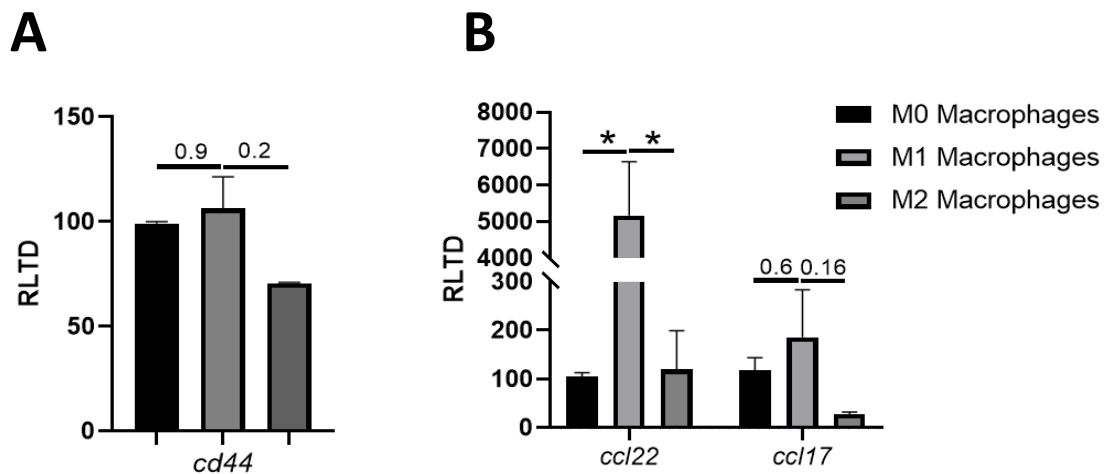 A
150
100
50
0
RLTD
0.9 0.2
cd44
B
8000
7000
6000
5000
4000
300
200
100
0
RLTD
* *
0.6 0.16
ccl22 ccl17
M0 Macrophages
M1 Macrophages
M2 Macrophages